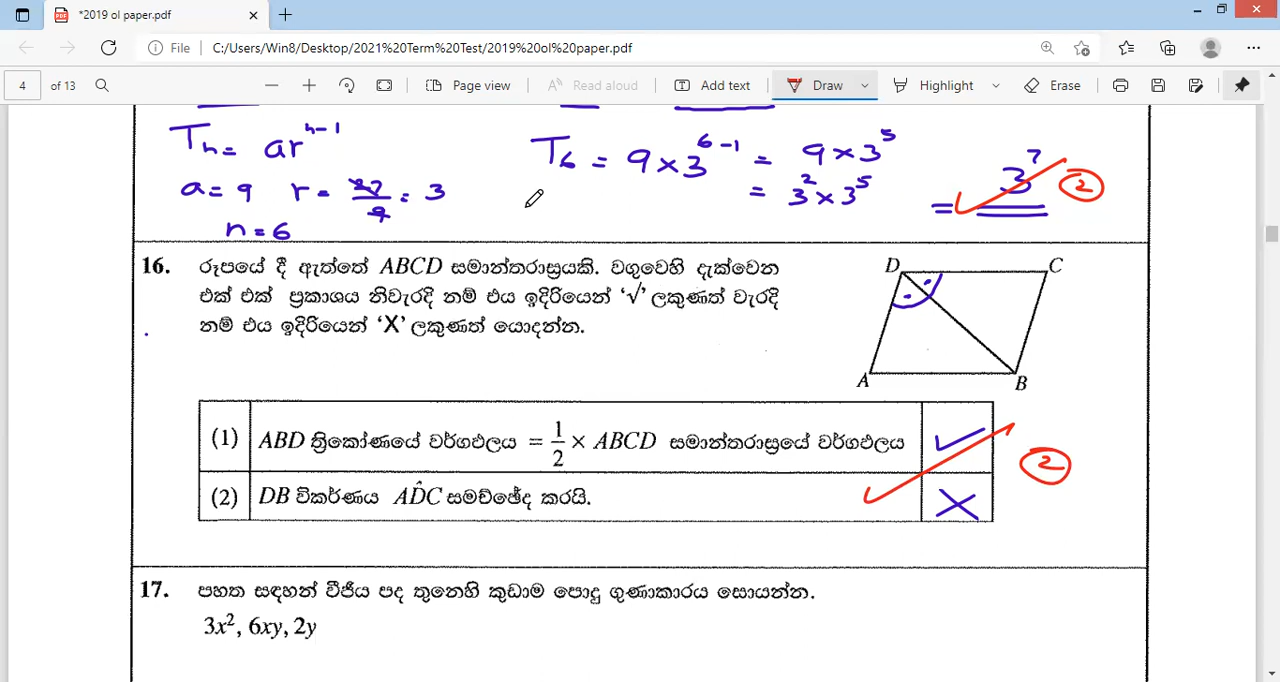 *2019 ol paper.pdf
File C:/Users/Win8/Desktop/2021%20Term%20Test/2019%20ol%20paper.pdf
4 of 13 Page view Read aloud Add text Draw Highlight Erase
Tn = ar^n-1
T6 = 9 × 3^6-1 = 9 × 3^5
a = 9 r = 27/9 = 3
= 3^2 × 3^5 = 3^7 2
n = 6
16. රූපයේ දී ඇත්තේ ABCD සමාන්තරාස්‍රයකි. වගුවෙහි දැක්වෙන
එක් එක් ප්‍රකාශය නිවැරදි නම් එය ඉදිරියෙන් ‘√’ ලකුණත් වැරදි
නම් එය ඉදිරියෙන් ‘X’ ලකුණත් යොදන්න.
D C
A B
(1) ABD ත්‍රිකෝණයේ වර්ගඵලය = 1/2 × ABCD සමාන්තරාස්‍රයේ වර්ගඵලය ✓
2
(2) DB විකර්ණය AD̂C සමච්ඡේද කරයි. X
17. පහත සඳහන් වීජීය පද තුනෙහි කුඩාම පොදු ගුණාකාරය සොයන්න.
3x², 6xy, 2y